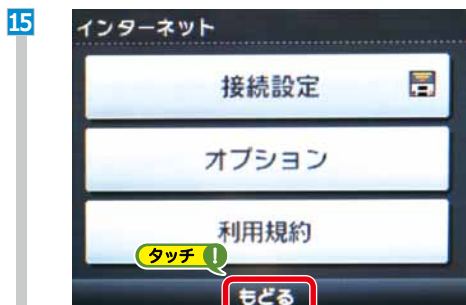 15
インターネット
接続設定
オプション
利用規約
タッチ!
もどる